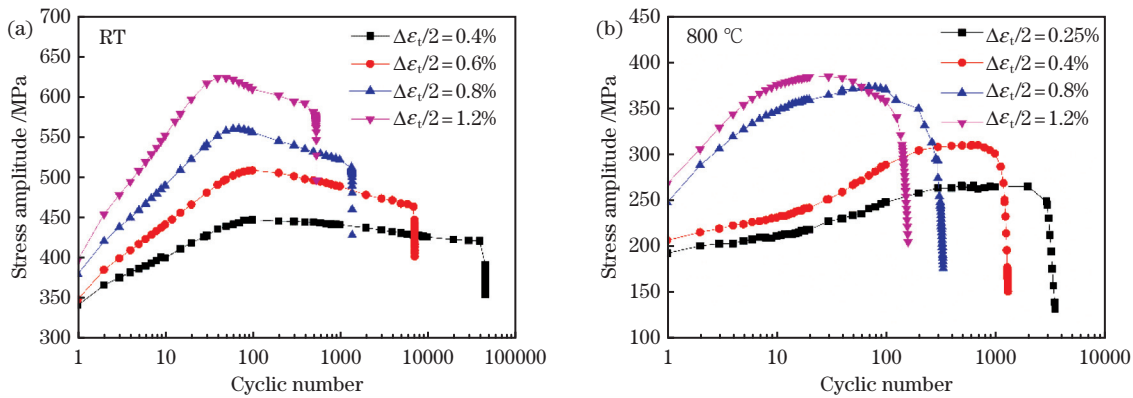 (a)
RT
Δεt/2=0.4%
Δεt/2=0.6%
Δεt/2=0.8%
Δεt/2=1.2%
Stress amplitude /MPa
700
650
600
550
500
450
400
350
300
1 10 100 1000 10000 100000
Cyclic number
(b)
800 ℃
Δεt/2=0.25%
Δεt/2=0.4%
Δεt/2=0.8%
Δεt/2=1.2%
Stress amplitude /MPa
500
450
400
350
300
250
200
150
100
1 10 100 1000 10000
Cyclic number